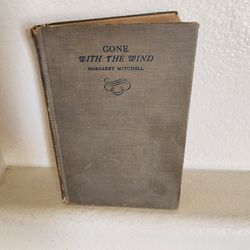 GONE
WITH THE WIND
MARGARET MITCHELL